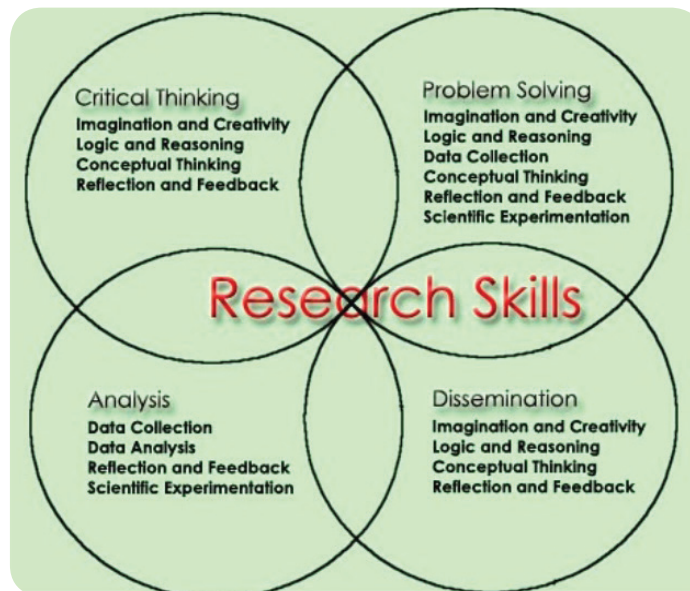 Critical Thinking
Imagination and Creativity
Logic and Reasoning
Conceptual Thinking
Reflection and Feedback
Problem Solving
Imagination and Creativity
Logic and Reasoning
Data Collection
Conceptual Thinking
Reflection and Feedback
Scientific Experimentation
Research Skills
Analysis
Data Collection
Data Analysis
Reflection and Feedback
Scientific Experimentation
Dissemination
Imagination and Creativity
Logic and Reasoning
Conceptual Thinking
Reflection and Feedback